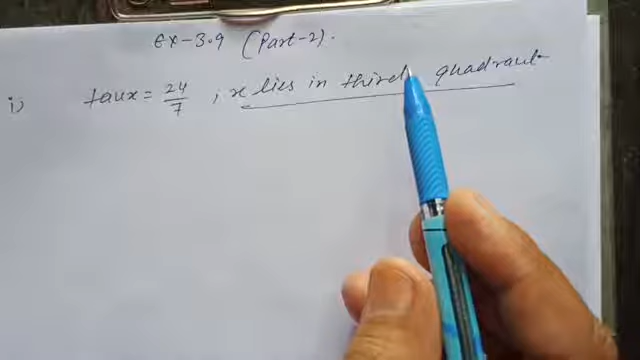 Ex-3.9 (Part-2).
i) tanx = 24/7 , x lies in third quadrant